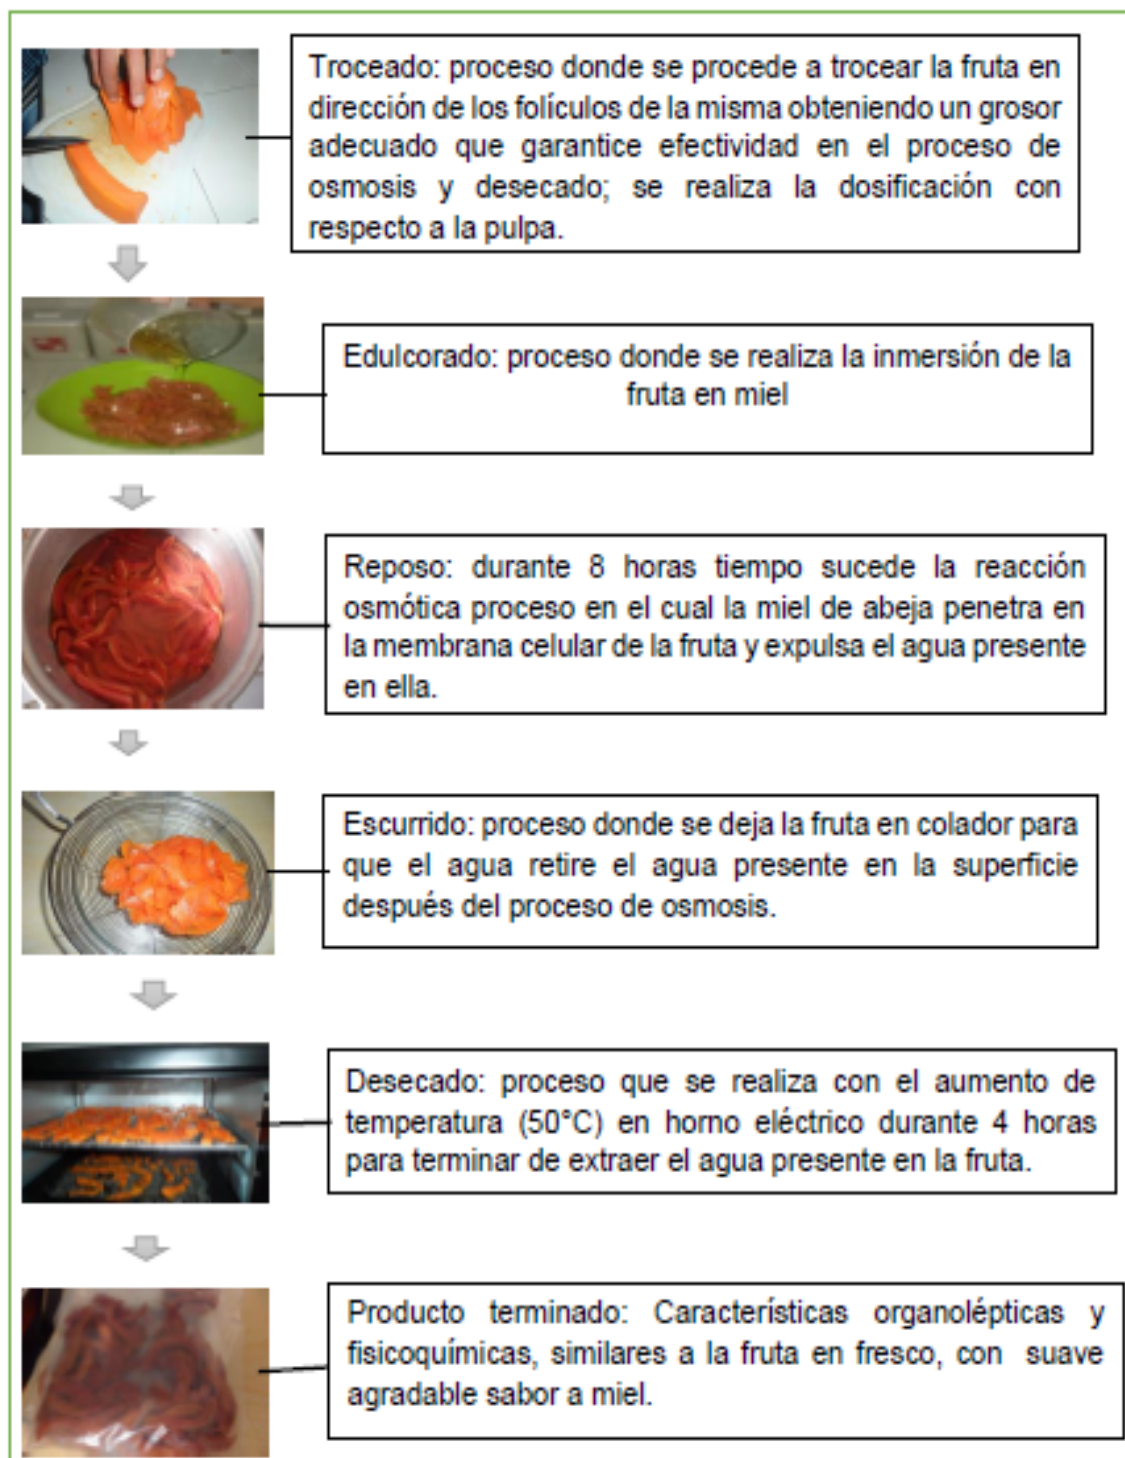 Troceado: proceso donde se procede a trocear la fruta en
dirección de los folículos de la misma obteniendo un grosor
adecuado que garantice efectividad en el proceso de
osmosis y desecado; se realiza la dosificación con
respecto a la pulpa.
Edulcorado: proceso donde se realiza la inmersión de la
fruta en miel
Reposo: durante 8 horas tiempo sucede la reacción
osmótica proceso en el cual la miel de abeja penetra en
la membrana celular de la fruta y expulsa el agua presente
en ella.
Escurrido: proceso donde se deja la fruta en colador para
que el agua retire el agua presente en la superficie
después del proceso de osmosis.
Desecado: proceso que se realiza con el aumento de
temperatura (50°C) en horno eléctrico durante 4 horas
para terminar de extraer el agua presente en la fruta.
Producto terminado: Características organolépticas y
fisicoquímicas, similares a la fruta en fresco, con suave
agradable sabor a miel.